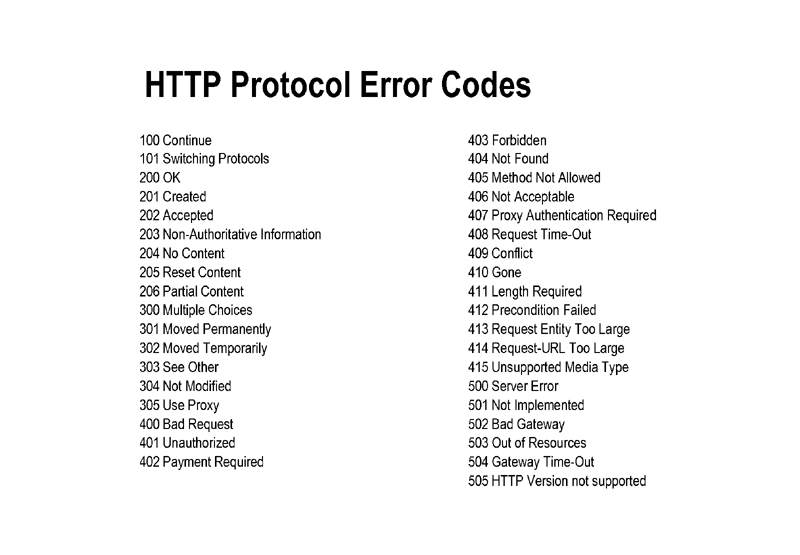 HTTP Protocol Error Codes
100 Continue
101 Switching Protocols
200 OK
201 Created
202 Accepted
203 Non-Authoritative Information
204 No Content
205 Reset Content
206 Partial Content
300 Multiple Choices
301 Moved Permanently
302 Moved Temporarily
303 See Other
304 Not Modified
305 Use Proxy
400 Bad Request
401 Unauthorized
402 Payment Required
403 Forbidden
404 Not Found
405 Method Not Allowed
406 Not Acceptable
407 Proxy Authentication Required
408 Request Time-Out
409 Conflict
410 Gone
411 Length Required
412 Precondition Failed
413 Request Entity Too Large
414 Request-URL Too Large
415 Unsupported Media Type
500 Server Error
501 Not Implemented
502 Bad Gateway
503 Out of Resources
504 Gateway Time-Out
505 HTTP Version not supported